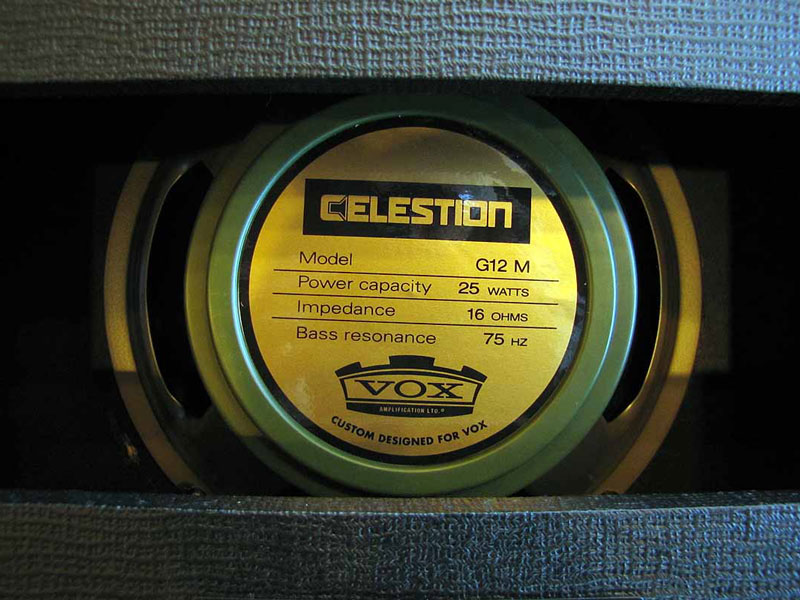 CELESTION
Model G12 M
Power capacity 25 WATTS
Impedance 16 OHMS
Bass resonance 75 HZ
VOX
AMPLIFICATION LTD.®
CUSTOM DESIGNED FOR VOX